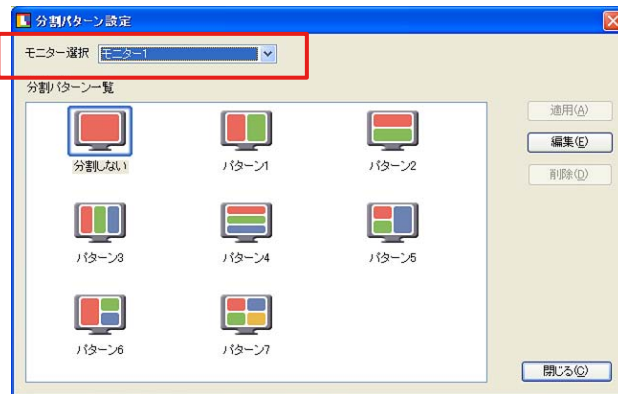 分割パターン設定
モニター選択 モニター1
分割パターン一覧
適用(A)
分割しない パターン1 パターン2
編集(E)
削除(D)
パターン3 パターン4 パターン5
パターン6 パターン7
閉じる(C)